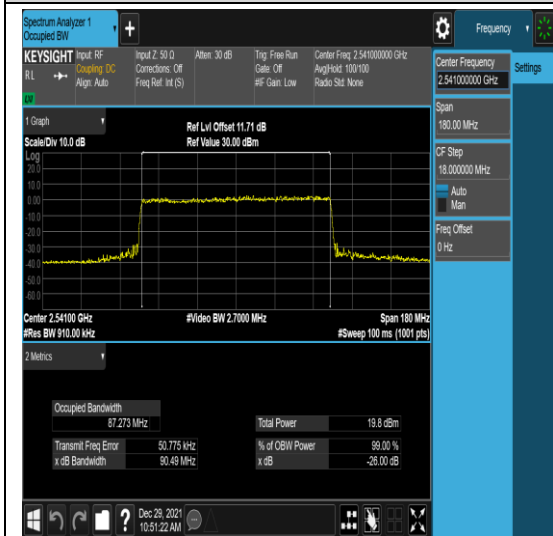 Spectrum Analyzer 1
Occupied BW
+
Frequency
KEYSIGHT
RL
Input: RF
Coupling: DC
Align: Auto
Input Z: 50 Ω
Corrections: Off
Freq Ref: Int (S)
Atten: 30 dB
Trig: Free Run
Gate: Off
#IF Gain: Low
Center Freq: 2.541000000 GHz
Avg|Hold: 100/100
Radio Std: None
Center Frequency
2.541000000 GHz
Settings
Span
180.00 MHz
CF Step
18.000000 MHz
Auto
Man
Freq Offset
0 Hz
1 Graph
Scale/Div 10.0 dB
Ref Lvl Offset 11.71 dB
Ref Value 30.00 dBm
Log
20.0
10.0
0.00
-10.0
-20.0
-30.0
-40.0
-50.0
-60.0
Center 2.54100 GHz
#Video BW 2.7000 MHz
Span 180 MHz
#Res BW 910.00 kHz
#Sweep 100 ms (1001 pts)
2 Metrics
Occupied Bandwidth
87.273 MHz
Total Power 19.8 dBm
Transmit Freq Error 50.775 kHz
% of OBW Power 99.00 %
x dB Bandwidth 90.49 MHz
x dB -26.00 dB
?
Dec 29, 2021
10:51:22 AM